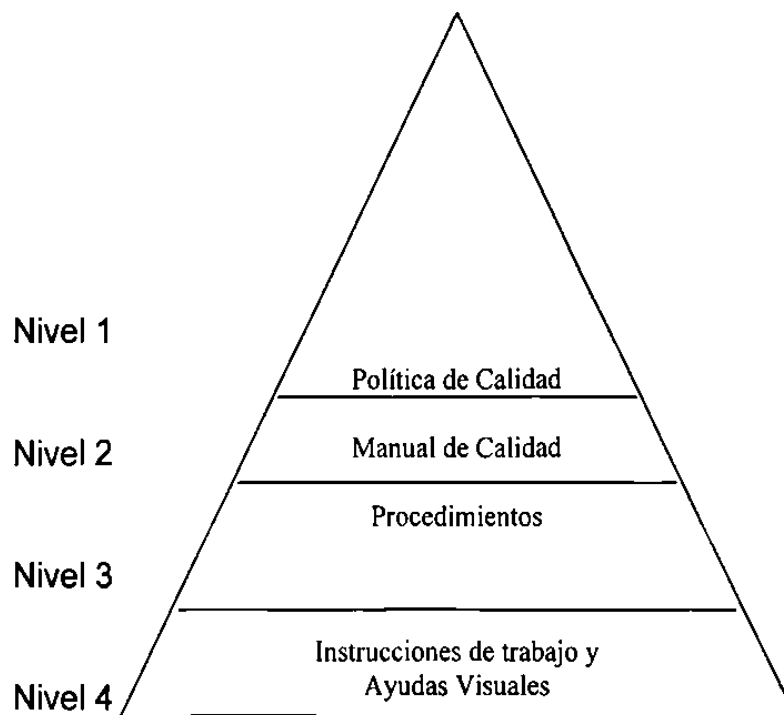 Nivel 1
Política de Calidad
Nivel 2
Manual de Calidad
Procedimientos
Nivel 3
Instrucciones de trabajo y
Ayudas Visuales
Nivel 4